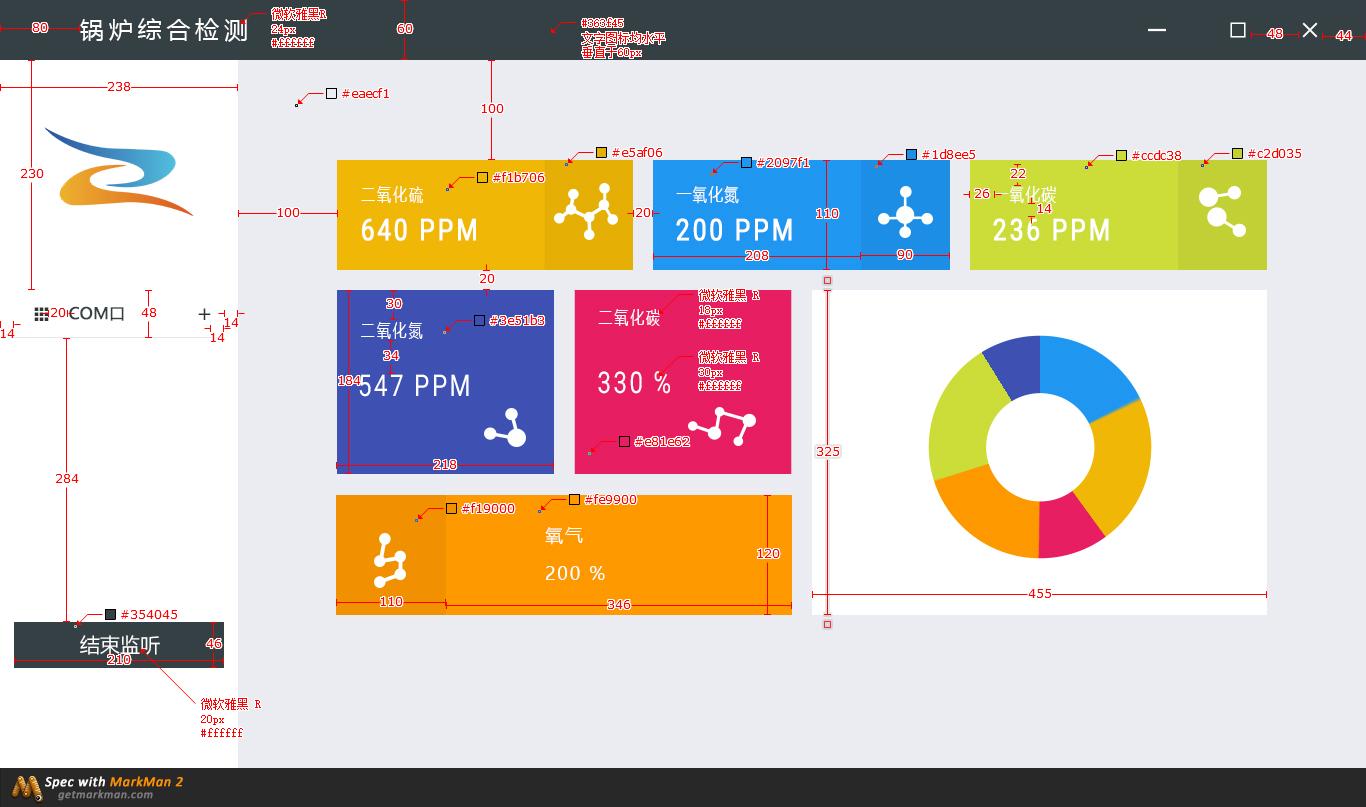 80
锅炉综合检测
微软雅黑R
24px
#ffffff
60
#363f45
文字图标均水平
垂直于60px
48
44
238
#eaecf1
100
230
#e5af06
#f1b706
二氧化硫
640 PPM
100
20
20
#2097f1
#1d8ee5
一氧化氮
200 PPM
110
208
90
#ccdc38
#c2d035
22
26
一氧化碳
14
236 PPM
20
COM口
48
+
14
14
14
30
二氧化氮
#3e51b3
34
184
547 PPM
218
二氧化碳
微软雅黑 R
18px
#ffffff
330 %
微软雅黑 R
30px
#ffffff
#e81e62
325
455
284
#f19000
#fe9900
氧气
200 %
120
110
346
#354045
结束监听
46
210
微软雅黑 R
20px
#ffffff
Spec with MarkMan 2
getmarkman.com